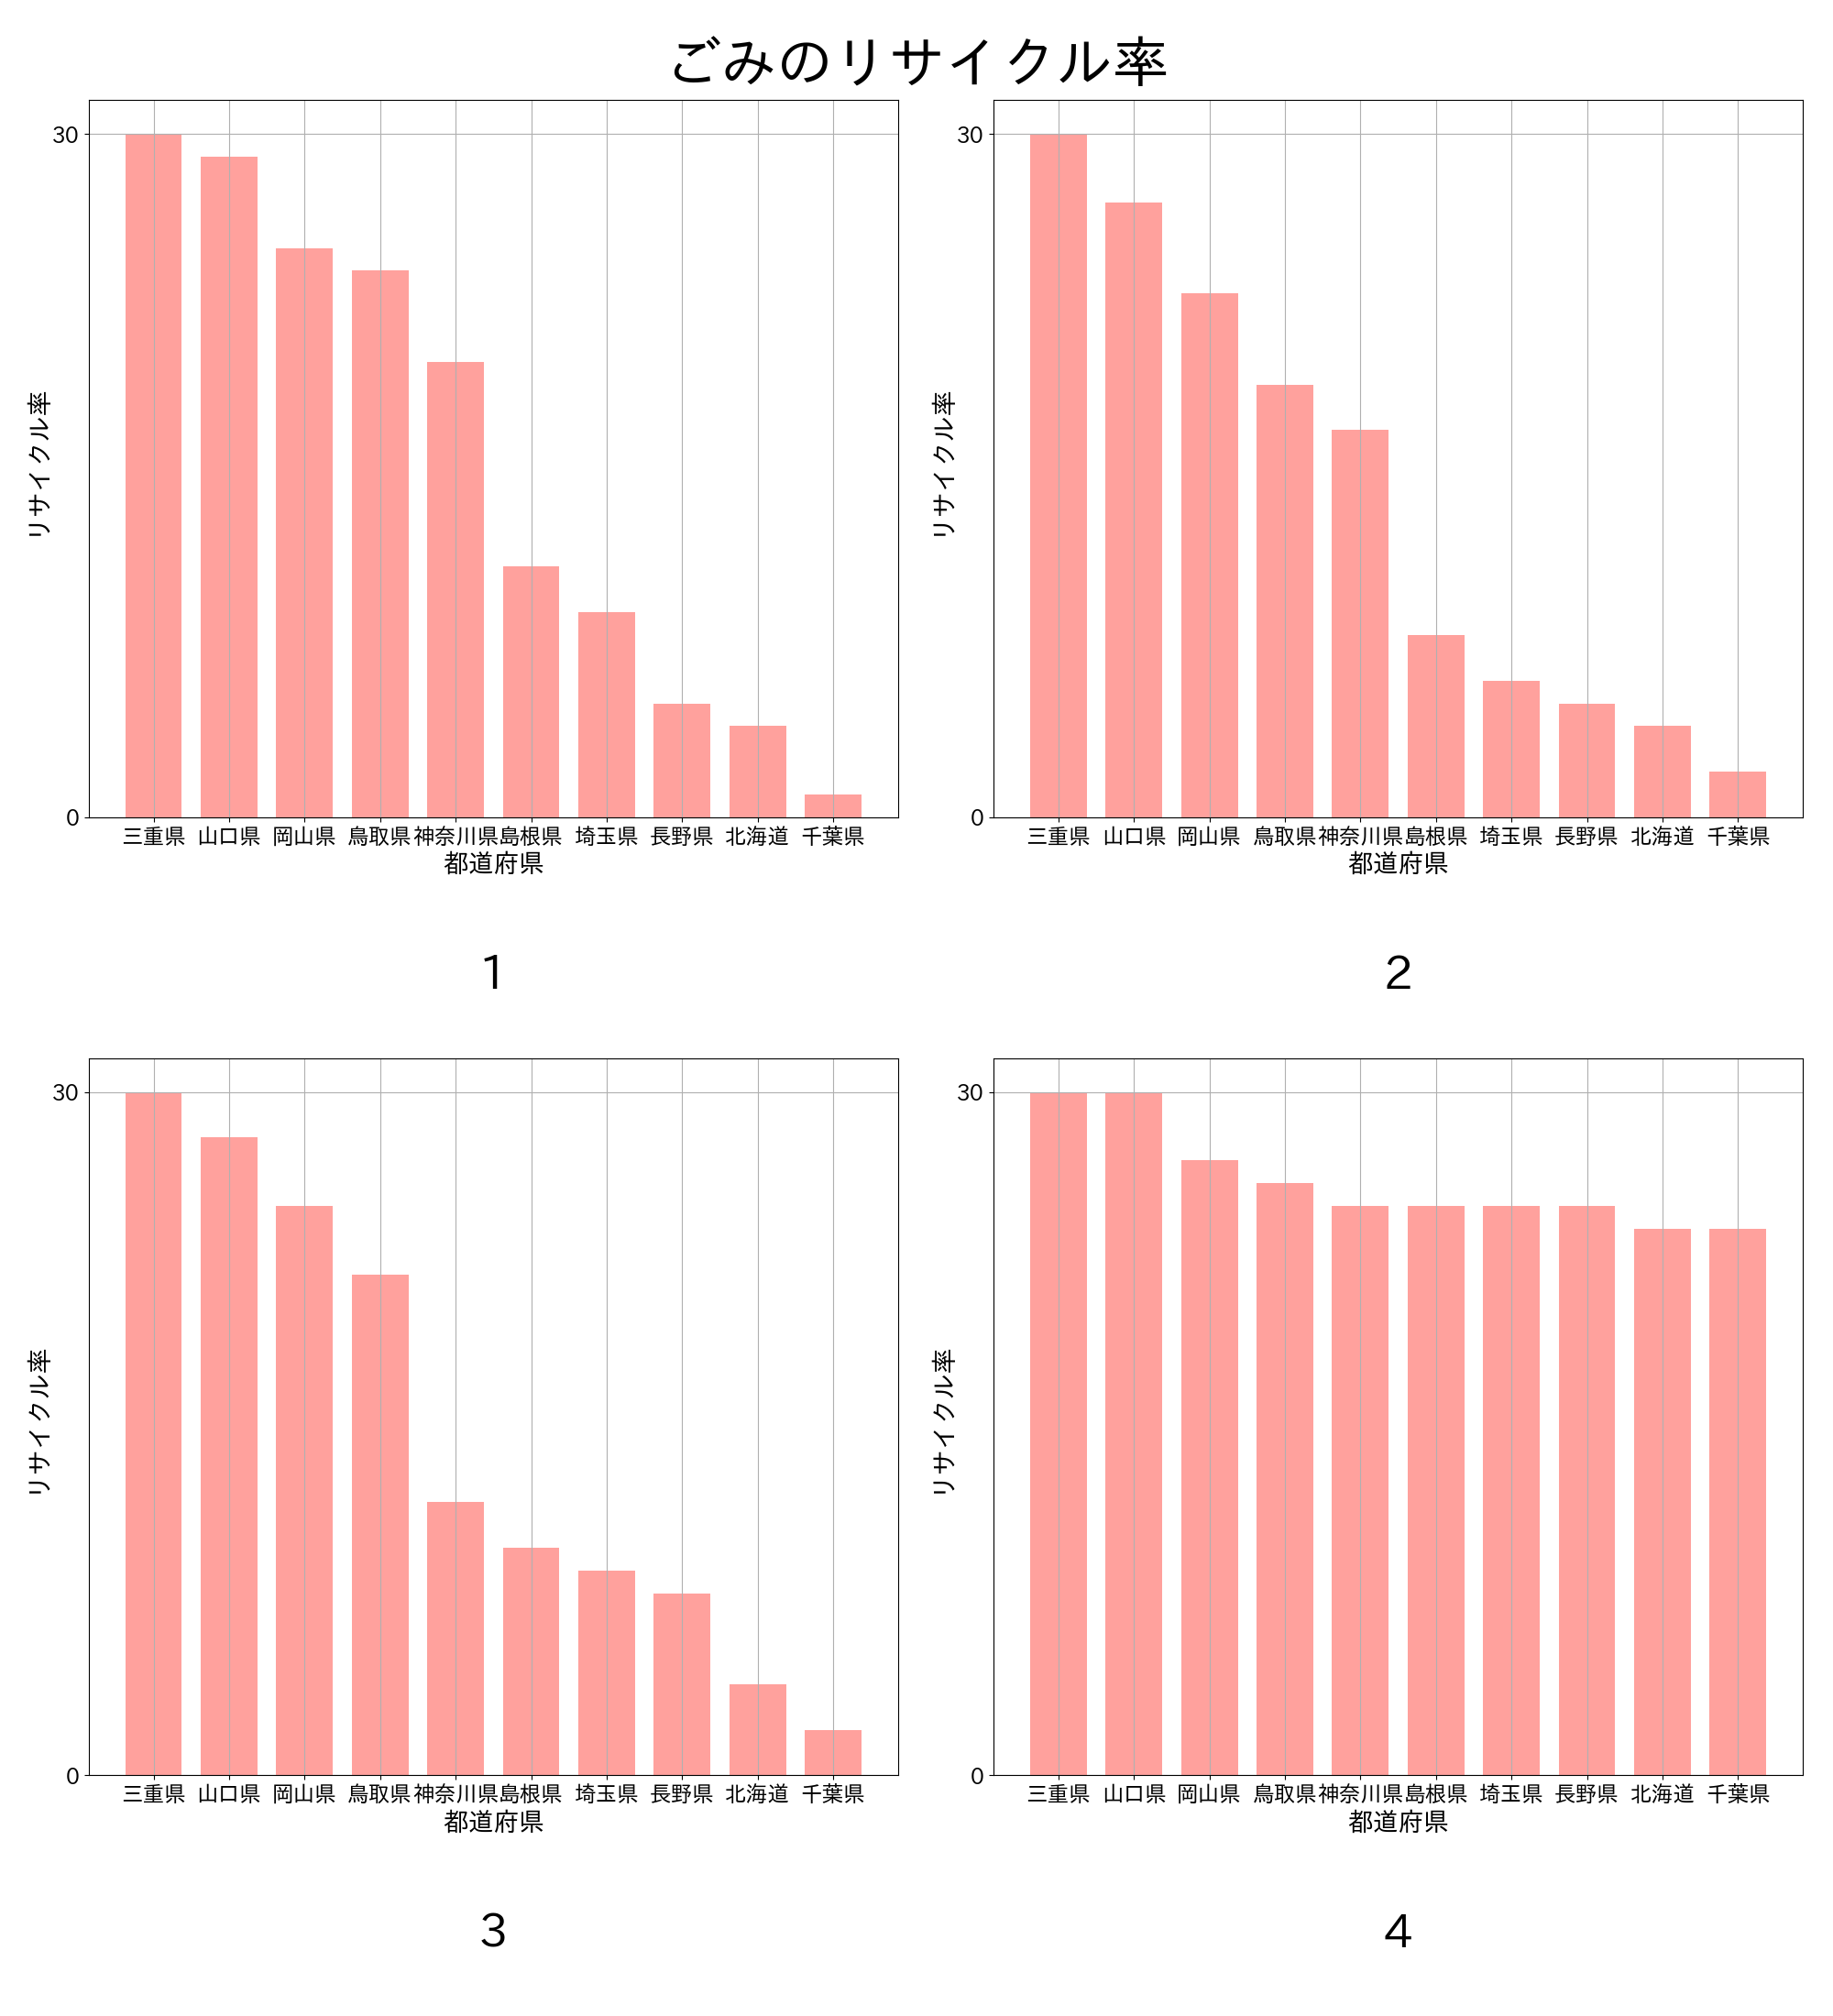 ごみのリサイクル率
30
0
リサイクル率
三重県 山口県 岡山県 鳥取県 神奈川県 島根県 埼玉県 長野県 北海道 千葉県
都道府県
1
30
0
リサイクル率
三重県 山口県 岡山県 鳥取県 神奈川県 島根県 埼玉県 長野県 北海道 千葉県
都道府県
2
30
0
リサイクル率
三重県 山口県 岡山県 鳥取県 神奈川県 島根県 埼玉県 長野県 北海道 千葉県
都道府県
3
30
0
リサイクル率
三重県 山口県 岡山県 鳥取県 神奈川県 島根県 埼玉県 長野県 北海道 千葉県
都道府県
4